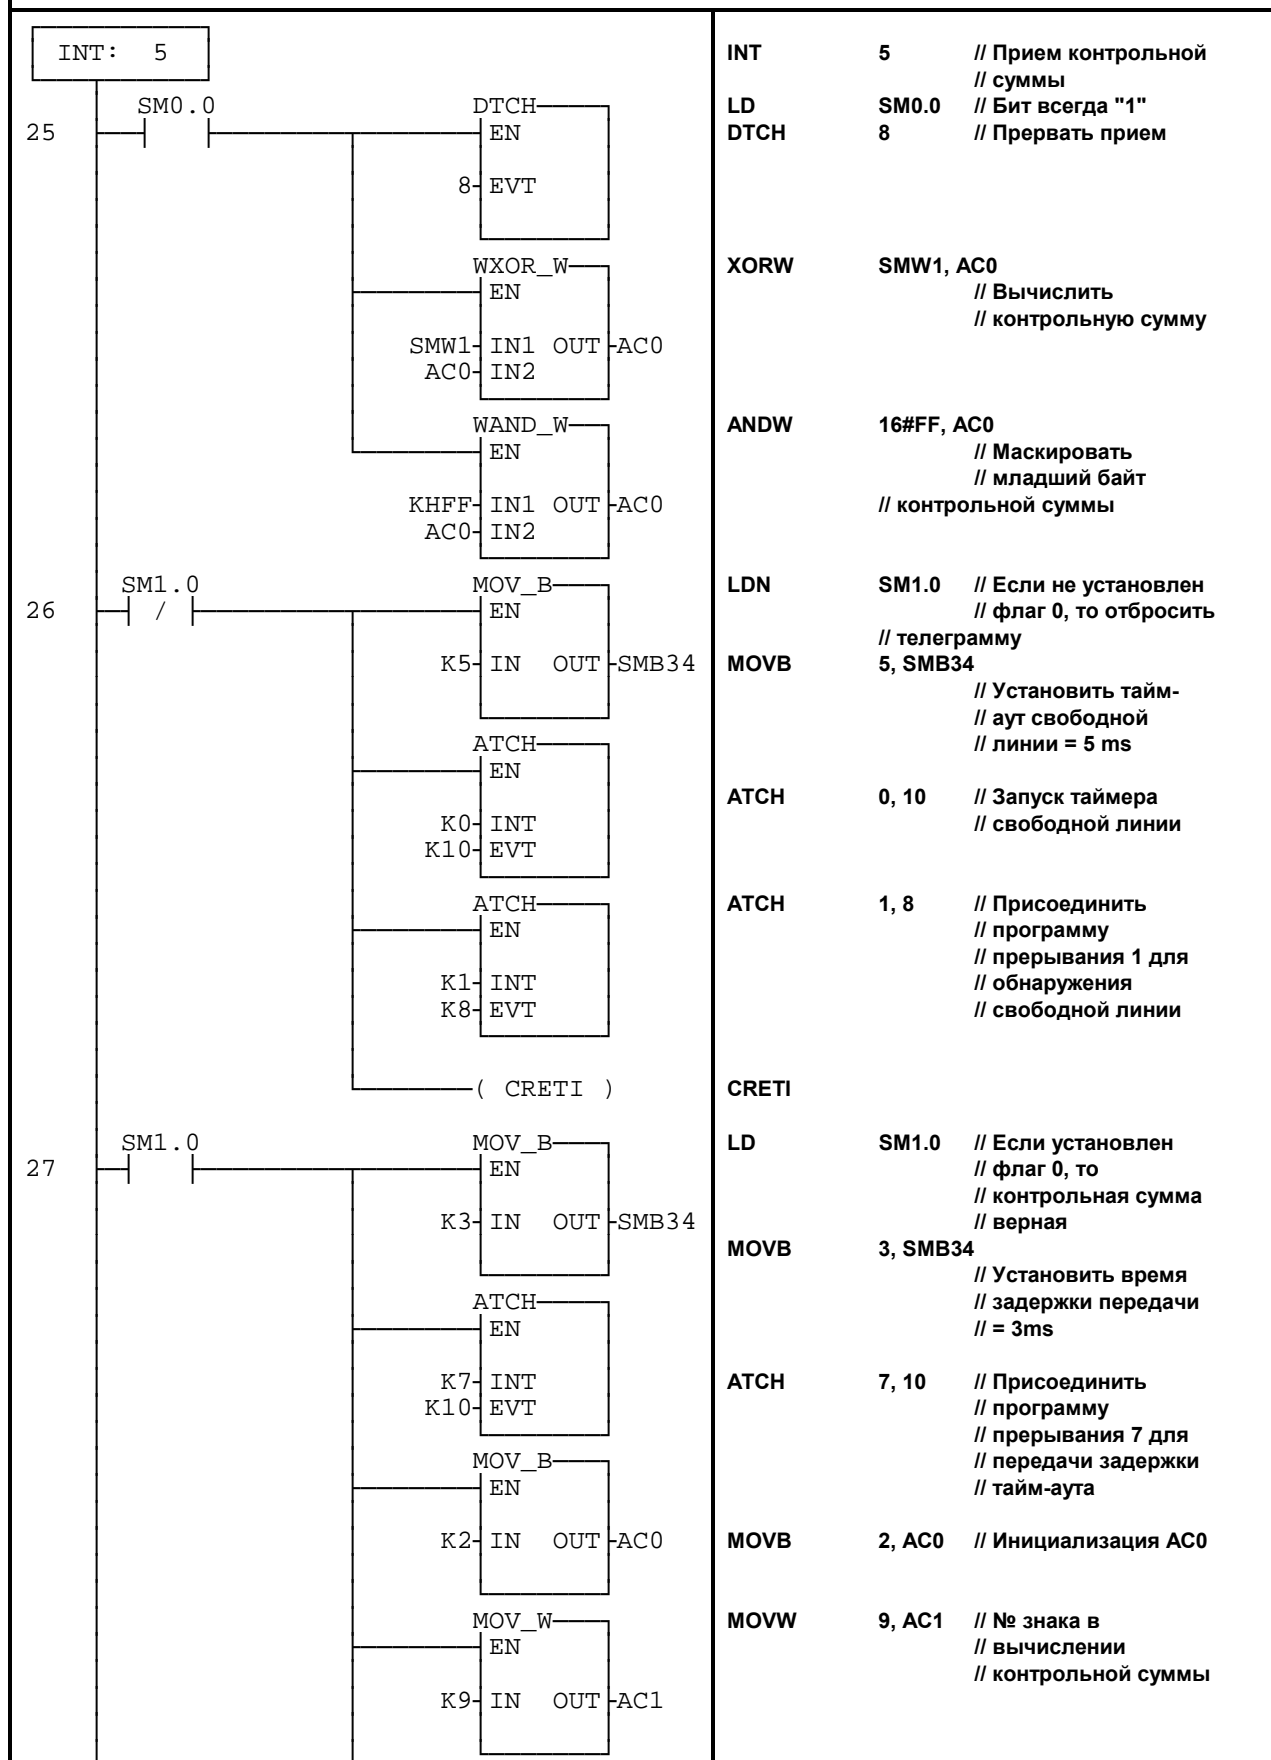 INT: 5
SM0.0 DTCH
25 EN
8 EVT
WXOR_W
EN
SMW1 IN1 OUT AC0
AC0 IN2
WAND_W
EN
KHFF IN1 OUT AC0
AC0 IN2
SM1.0 MOV_B
26 / EN
K5 IN OUT SMB34
ATCH
EN
K0 INT
K10 EVT
ATCH
EN
K1 INT
K8 EVT
( CRETI )
SM1.0 MOV_B
27 EN
K3 IN OUT SMB34
ATCH
EN
K7 INT
K10 EVT
MOV_B
EN
K2 IN OUT AC0
MOV_W
EN
K9 IN OUT AC1
INT 5 // Прием контрольной
// суммы
LD SM0.0 // Бит всегда "1"
DTCH 8 // Прервать прием
XORW SMW1, AC0
// Вычислить
// контрольную сумму
ANDW 16#FF, AC0
// Маскировать
// младший байт
// контрольной суммы
LDN SM1.0 // Если не установлен
// флаг 0, то отбросить
// телеграмму
MOVB 5, SMB34
// Установить тайм-
// аут свободной
// линии = 5 ms
ATCH 0, 10 // Запуск таймера
// свободной линии
ATCH 1, 8 // Присоединить
// программу
// прерывания 1 для
// обнаружения
// свободной линии
CRETI
LD SM1.0 // Если установлен
// флаг 0, то
// контрольная сумма
// верная
MOVB 3, SMB34
// Установить время
// задержки передачи
// = 3ms
ATCH 7, 10 // Присоединить
// программу
// прерывания 7 для
// передачи задержки
// тайм-аута
MOVB 2, AC0 // Инициализация AC0
MOVW 9, AC1 // № знака в
// вычислении
// контрольной суммы